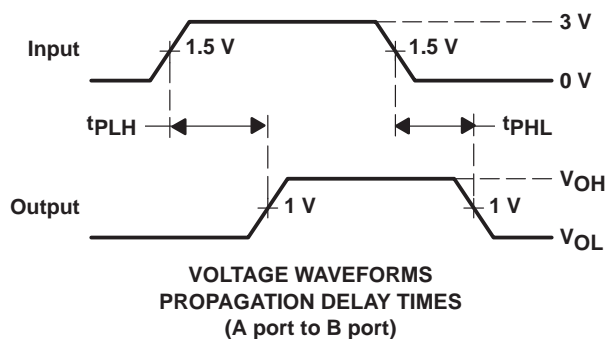 3 V
Input
1.5 V
1.5 V
0 V
tPLH
tPHL
VOH
Output
1 V
1 V
VOL
VOLTAGE WAVEFORMS
PROPAGATION DELAY TIMES
(A port to B port)